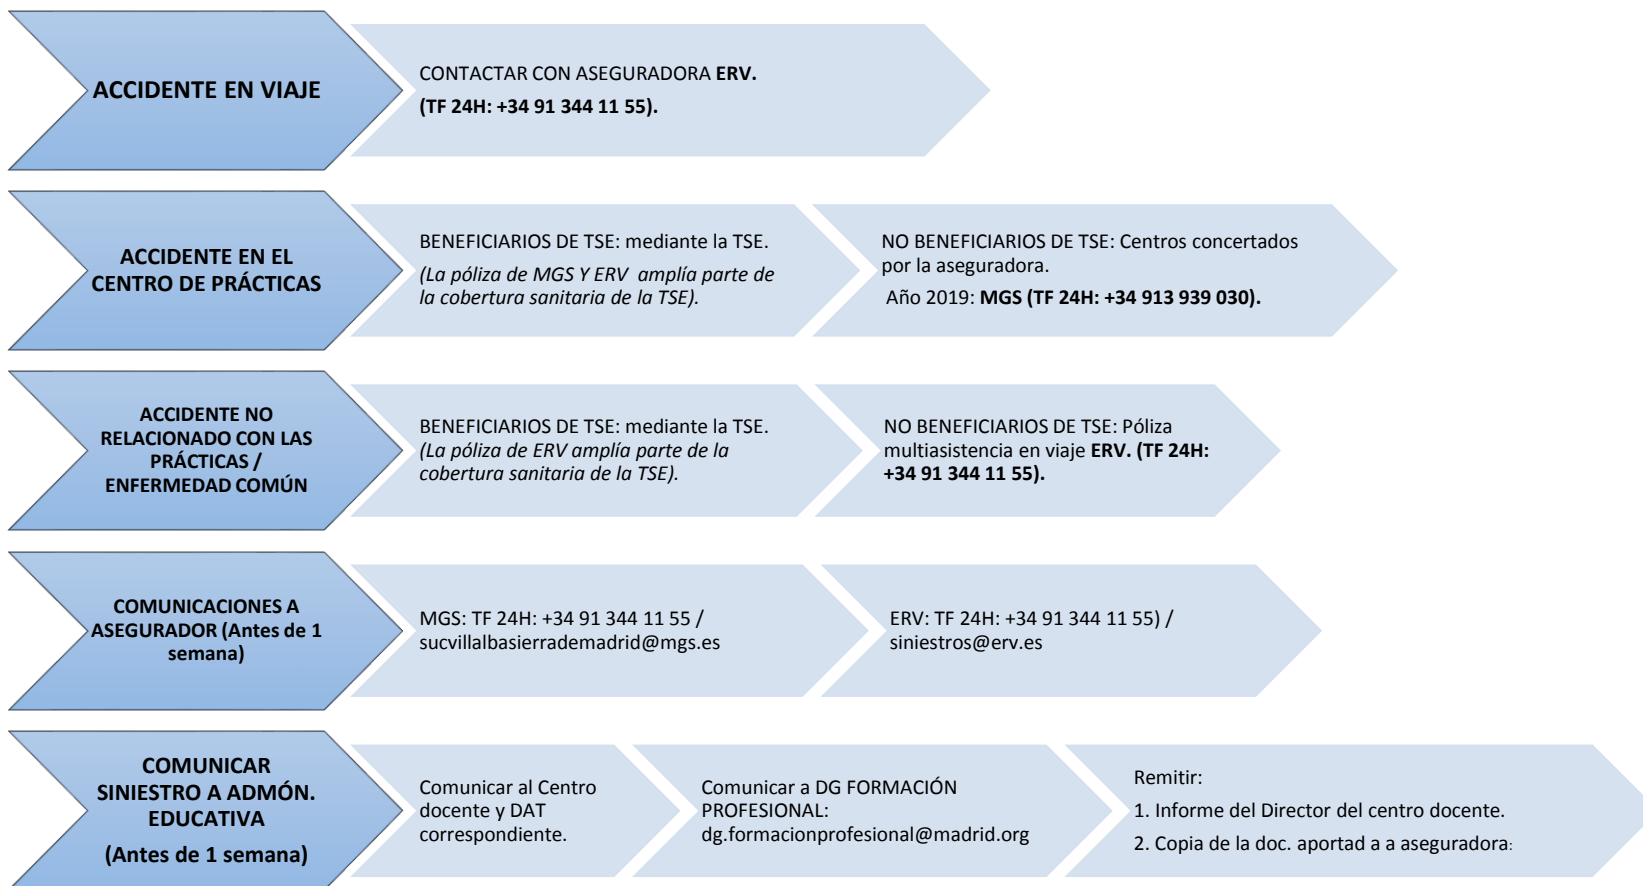 ACCIDENTE EN VIAJE
CONTACTAR CON ASEGURADORA ERV.
(TF 24H: +34 91 344 11 55).
ACCIDENTE EN EL
CENTRO DE PRÁCTICAS
BENEFICIARIOS DE TSE: mediante la TSE.
(La póliza de MGS Y ERV amplía parte de
la cobertura sanitaria de la TSE).
NO BENEFICIARIOS DE TSE: Centros concertados
por la aseguradora.
Año 2019: MGS (TF 24H: +34 913 939 030).
ACCIDENTE NO
RELACIONADO CON LAS
PRÁCTICAS /
ENFERMEDAD COMÚN
BENEFICIARIOS DE TSE: mediante la TSE.
(La póliza de ERV amplía parte de la
cobertura sanitaria de la TSE).
NO BENEFICIARIOS DE TSE: Póliza
multiasistencia en viaje ERV. (TF 24H:
+34 91 344 11 55).
COMUNICACIONES A
ASEGURADOR (Antes de 1
semana)
MGS: TF 24H: +34 91 344 11 55 /
sucvillalbasierrademadrid@mgs.es
ERV: TF 24H: +34 91 344 11 55) /
siniestros@erv.es
COMUNICAR
SINIESTRO A ADMÓN.
EDUCATIVA
(Antes de 1 semana)
Comunicar al Centro
docente y DAT
correspondiente.
Comunicar a DG FORMACIÓN
PROFESIONAL:
dg.formacionprofesional@madrid.org
Remitir:
1. Informe del Director del centro docente.
2. Copia de la doc. aportad a a aseguradora: